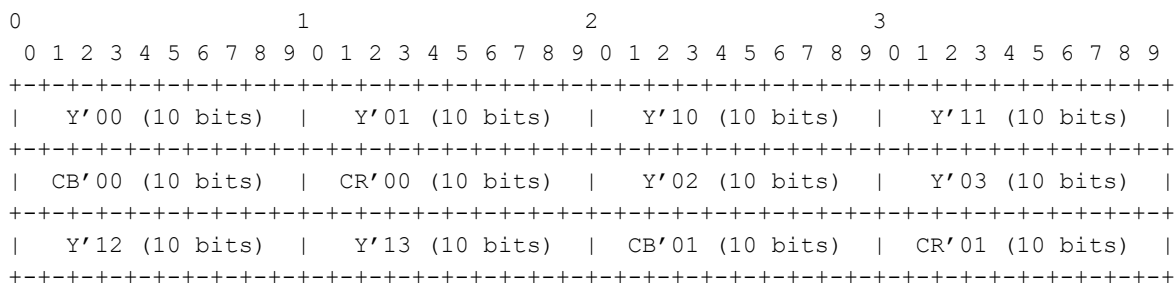 0                   1                   2                   3
 0 1 2 3 4 5 6 7 8 9 0 1 2 3 4 5 6 7 8 9 0 1 2 3 4 5 6 7 8 9 0 1 2 3 4 5 6 7 8 9
+-+-+-+-+-+-+-+-+-+-+-+-+-+-+-+-+-+-+-+-+-+-+-+-+-+-+-+-+-+-+-+-+-+-+-+-+-+-+-+-+
|   Y'00 (10 bits)  |   Y'01 (10 bits)  |   Y'10 (10 bits)  |   Y'11 (10 bits)  |
+-+-+-+-+-+-+-+-+-+-+-+-+-+-+-+-+-+-+-+-+-+-+-+-+-+-+-+-+-+-+-+-+-+-+-+-+-+-+-+-+
|  CB'00 (10 bits)  |  CR'00 (10 bits)  |   Y'02 (10 bits)  |   Y'03 (10 bits)  |
+-+-+-+-+-+-+-+-+-+-+-+-+-+-+-+-+-+-+-+-+-+-+-+-+-+-+-+-+-+-+-+-+-+-+-+-+-+-+-+-+
|   Y'12 (10 bits)  |   Y'13 (10 bits)  |  CB'01 (10 bits)  |  CR'01 (10 bits)  |
+-+-+-+-+-+-+-+-+-+-+-+-+-+-+-+-+-+-+-+-+-+-+-+-+-+-+-+-+-+-+-+-+-+-+-+-+-+-+-+-+